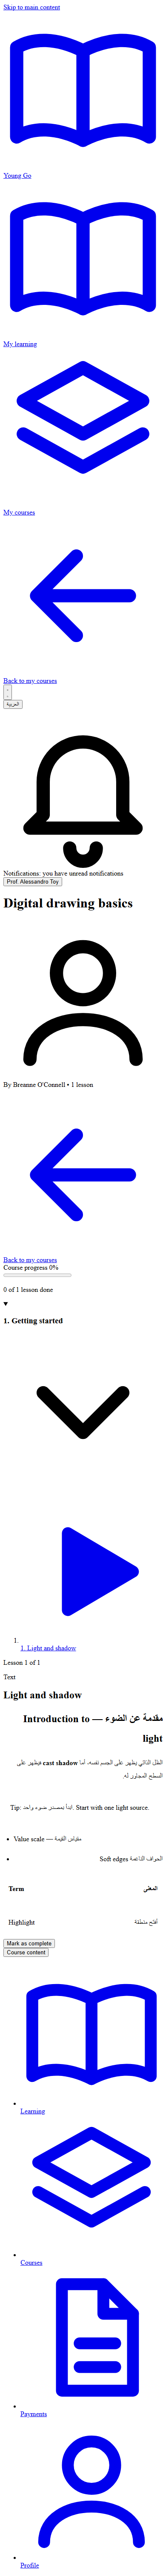 Skip to main content
Young Go
My learning
My courses
Back to my courses
العربية
Notifications: you have unread notifications
Prof. Alessandro Toy
Digital drawing basics
By Breanne O'Connell • 1 lesson
Back to my courses
Course progress 0%
0 of 1 lesson done
1. Getting started
1.
1. Light and shadow
Lesson 1 of 1
Text
Light and shadow
مقدمة عن الضوء — Introduction to
light
الظل الذاتي يظهر على الجسم نفسه، أما cast shadow فيظهر على
السطح المجاور له.
Tip: ابدأ بمصدر ضوء واحد. Start with one light source.
Value scale — مقياس القيمة
الحواف الناعمة Soft edges
Term المعنى
Highlight أفتح منطقة
Mark as complete
Course content
Learning
Courses
Payments
Profile